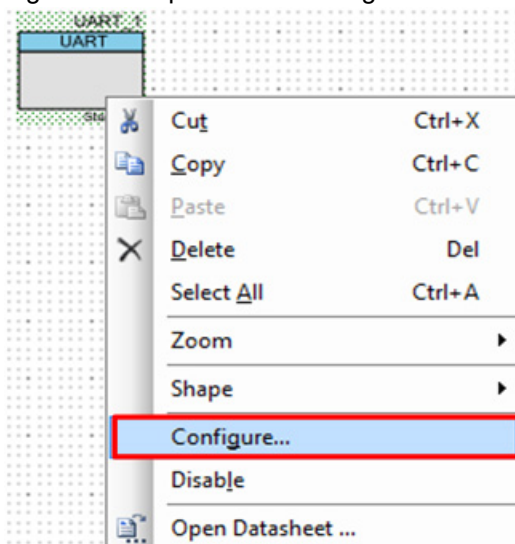 UART_1
UART
Cut Ctrl+X
Copy Ctrl+C
Paste Ctrl+V
Delete Del
Select All Ctrl+A
Zoom
Shape
Configure...
Disable
Open Datasheet ...